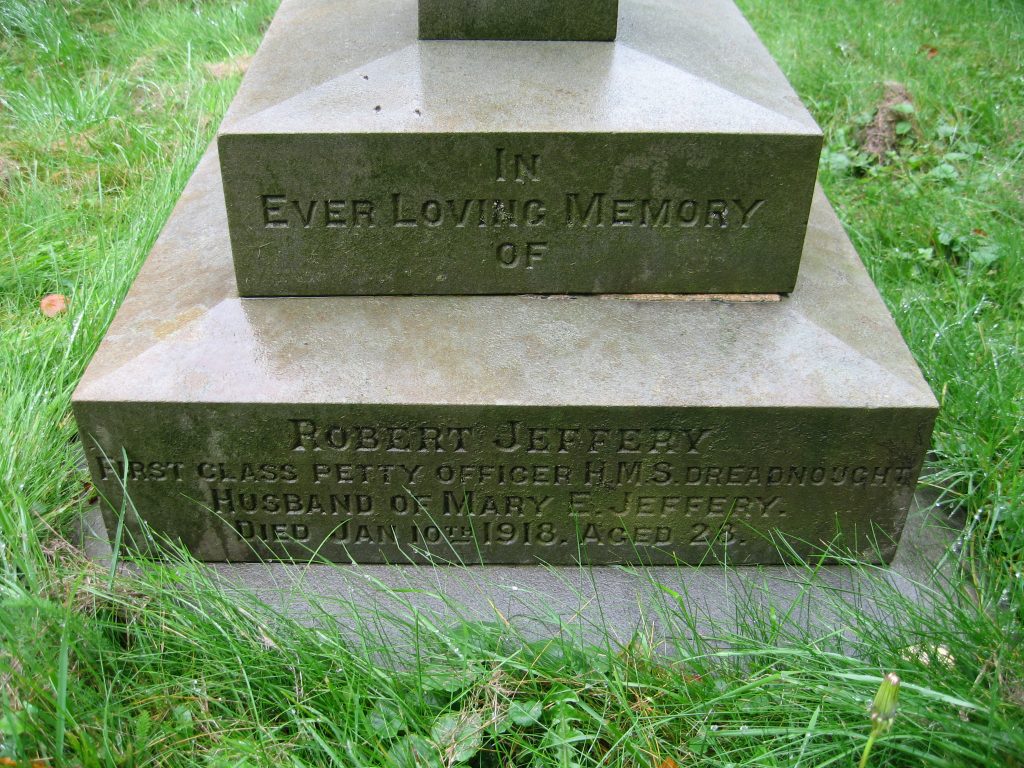 IN
EVER LOVING MEMORY
OF
ROBERT JEFFERY
FIRST CLASS PETTY OFFICER H.M.S. DREADNOUGHT
HUSBAND OF MARY E. JEFFERY.
DIED JAN 10TH 1918. AGED 28.